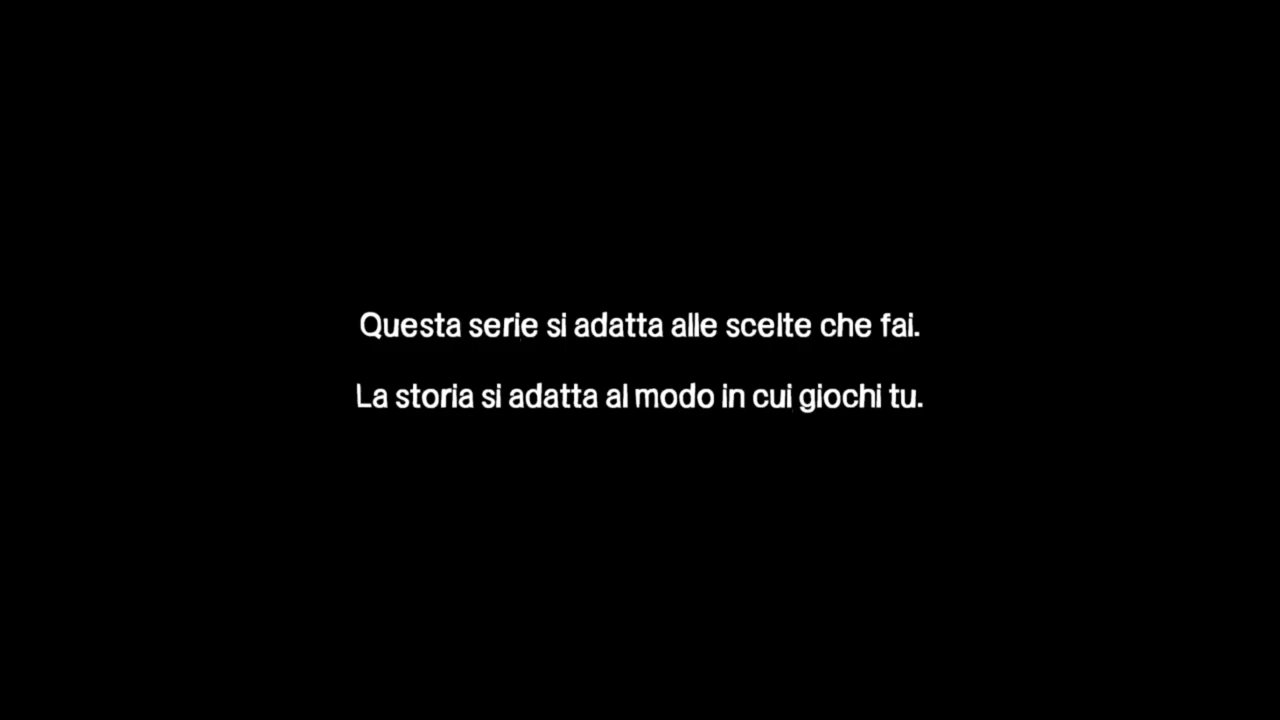 Questa serie si adatta alle scelte che fai.
La storia si adatta al modo in cui giochi tu.